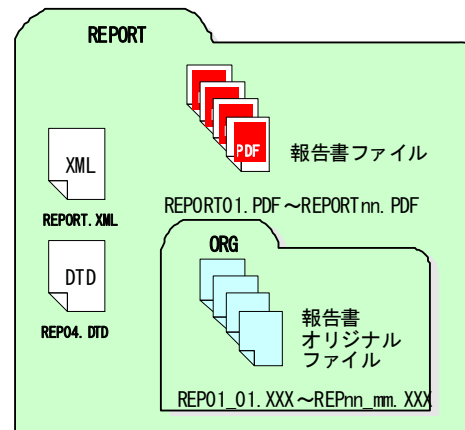 REPORT
PDF
報告書ファイル
XML
REPORT.XML
REPORT01.PDF～REPORTnn.PDF
DTD
REP04.DTD
ORG
報告書
オリジナル
ファイル
REP01_01.XXX～REPnn_mm.XXX